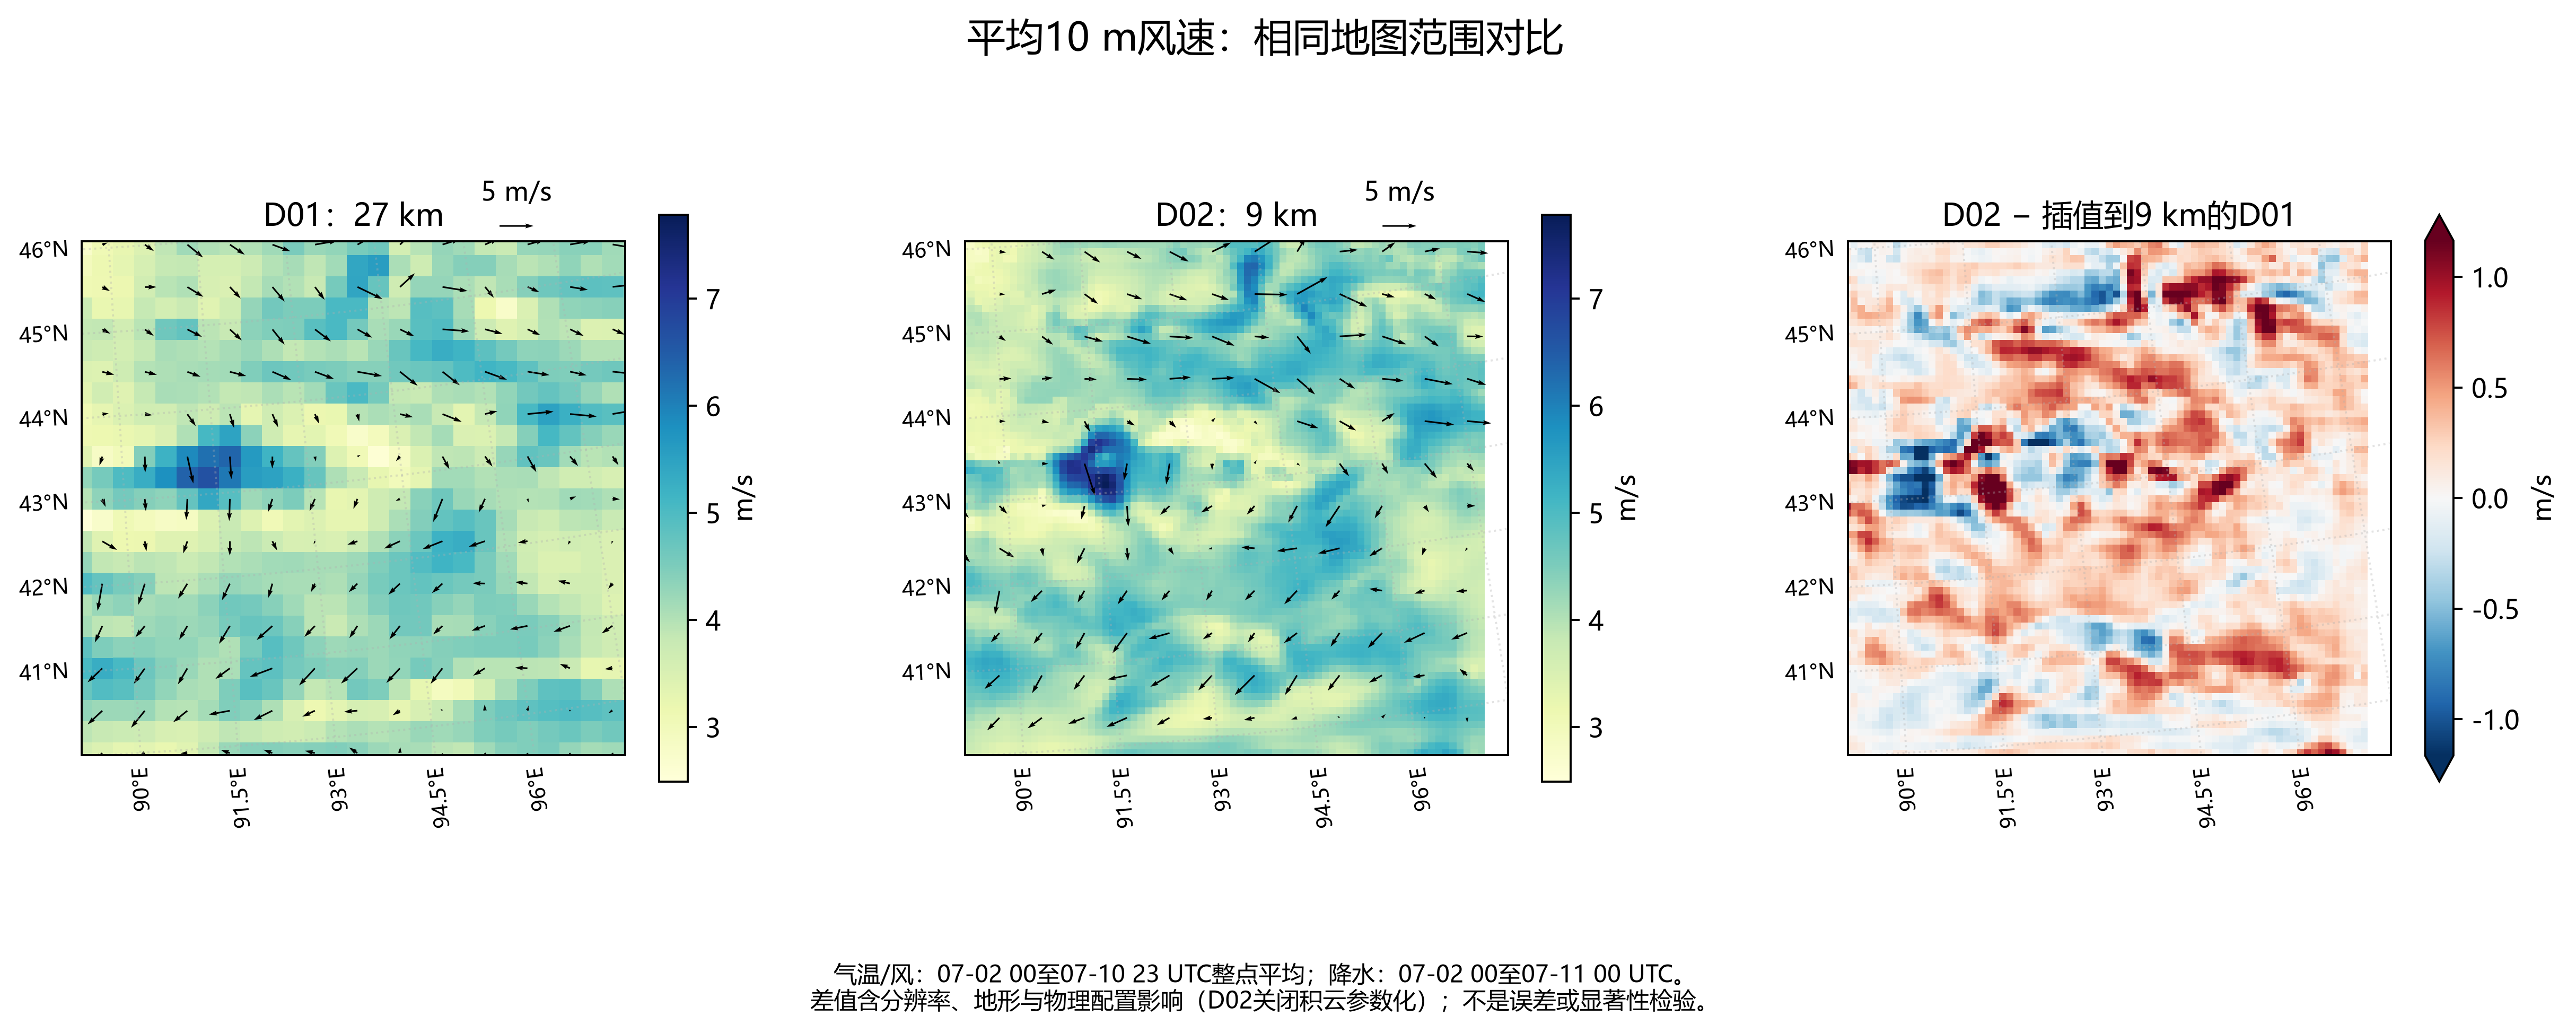 平均10 m风速：相同地图范围对比
D01：27 km
5 m/s
46°N
45°N
44°N
43°N
42°N
41°N
90°E
91.5°E
93°E
94.5°E
96°E
7
6
5
4
3
m/s
D02：9 km
5 m/s
46°N
45°N
44°N
43°N
42°N
41°N
90°E
91.5°E
93°E
94.5°E
96°E
7
6
5
4
3
m/s
D02 − 插值到9 km的D01
46°N
45°N
44°N
43°N
42°N
41°N
90°E
91.5°E
93°E
94.5°E
96°E
1.0
0.5
0.0
-0.5
-1.0
m/s
气温/风：07-02 00至07-10 23 UTC整点平均；降水：07-02 00至07-11 00 UTC。
差值含分辨率、地形与物理配置影响（D02关闭积云参数化）；不是误差或显著性检验。